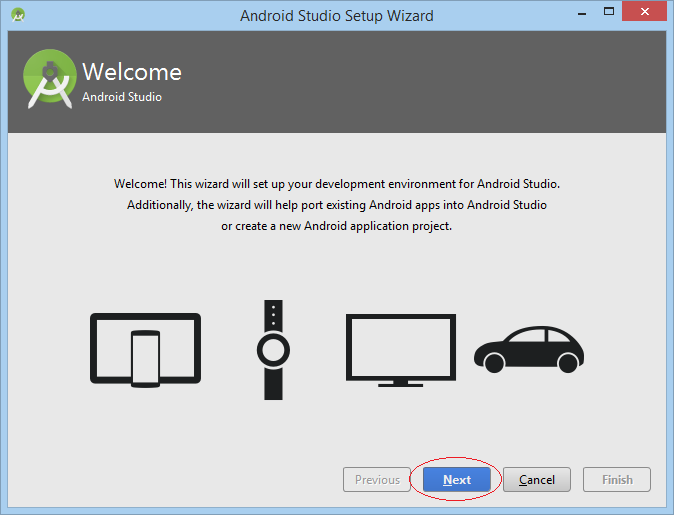 Android Studio Setup Wizard
Welcome
Android Studio
Welcome! This wizard will set up your development environment for Android Studio.
Additionally, the wizard will help port existing Android apps into Android Studio
or create a new Android application project.
Previous
Next
Cancel
Finish